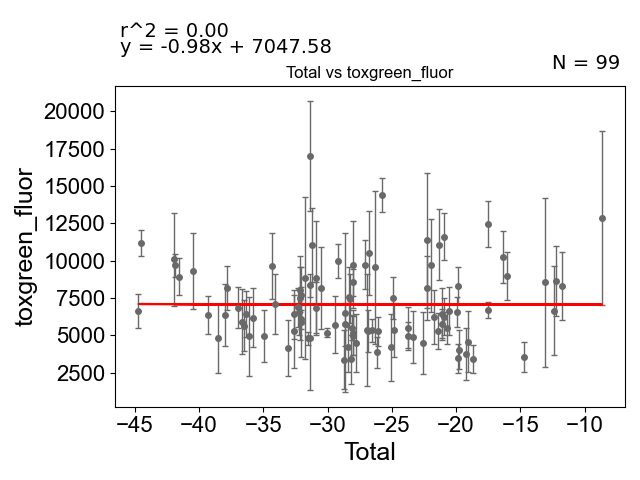 r^2 = 0.00
y = -0.98x + 7047.58
N = 99
Total vs toxgreen_fluor
20000
17500
15000
12500
10000
7500
5000
2500
toxgreen_fluor
−45 −40 −35 −30 −25 −20 −15 −10
Total